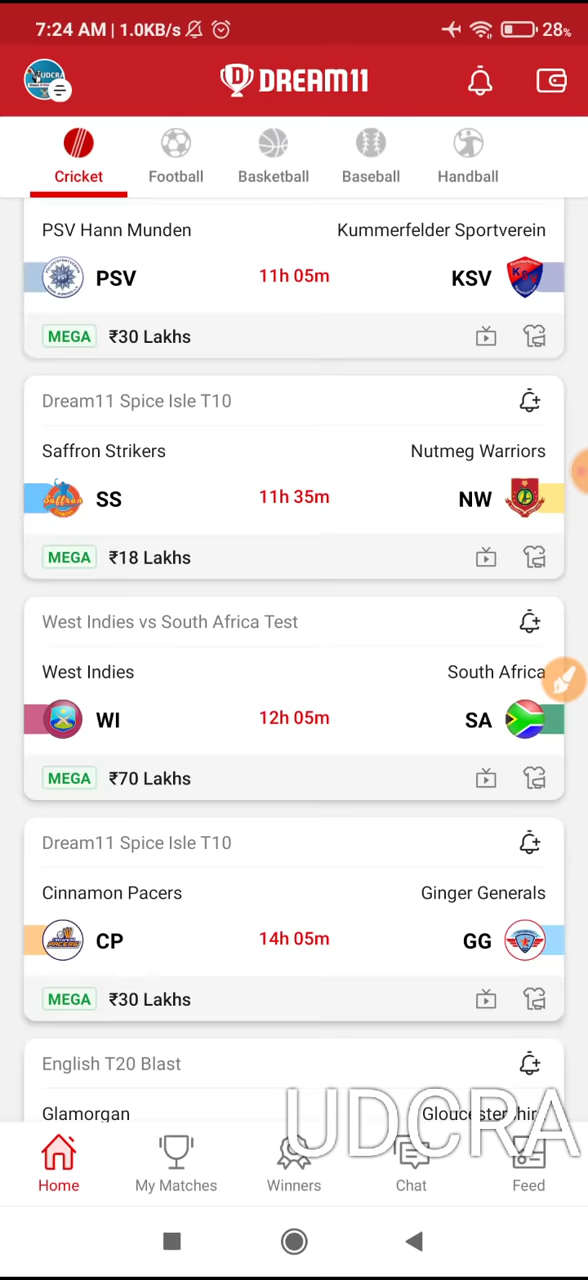 7:24 AM | 1.0KB/s 28%
UDCRA
DREAM11
Cricket Football Basketball Baseball Handball
PSV Hann Munden Kummerfelder Sportverein
PSV 11h 05m KSV
MEGA ₹30 Lakhs
Dream11 Spice Isle T10
Saffron Strikers Nutmeg Warriors
SS 11h 35m NW
MEGA ₹18 Lakhs
West Indies vs South Africa Test
West Indies South Africa
WI 12h 05m SA
MEGA ₹70 Lakhs
Dream11 Spice Isle T10
Cinnamon Pacers Ginger Generals
CP 14h 05m GG
MEGA ₹30 Lakhs
English T20 Blast
Glamorgan Gloucestershire
UDCRA
Home My Matches Winners Chat Feed